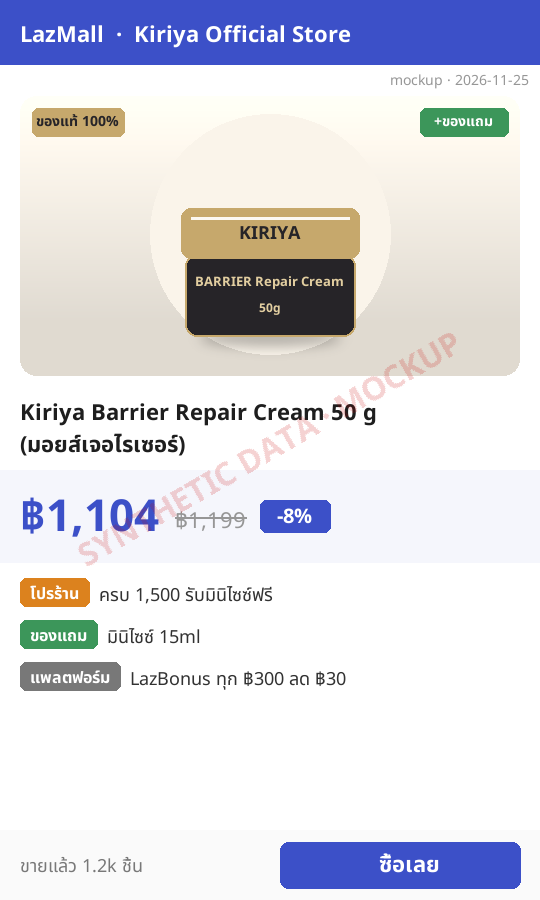 LazMall · Kiriya Official Store
mockup · 2026-11-25
ของแท้ 100%
+ของแถม
KIRIYA
BARRIER Repair Cream
50g
Kiriya Barrier Repair Cream 50 g
(มอยส์เจอไรเซอร์)
SYNTHETIC DATA · MOCKUP
฿1,104 ฿1,199 -8%
โปรร้าน ครบ 1,500 รับมินิไซซ์ฟรี
ของแถม มินิไซซ์ 15ml
แพลตฟอร์ม LazBonus ทุก ฿300 ลด ฿30
ขายแล้ว 1.2k ชิ้น
ซื้อเลย